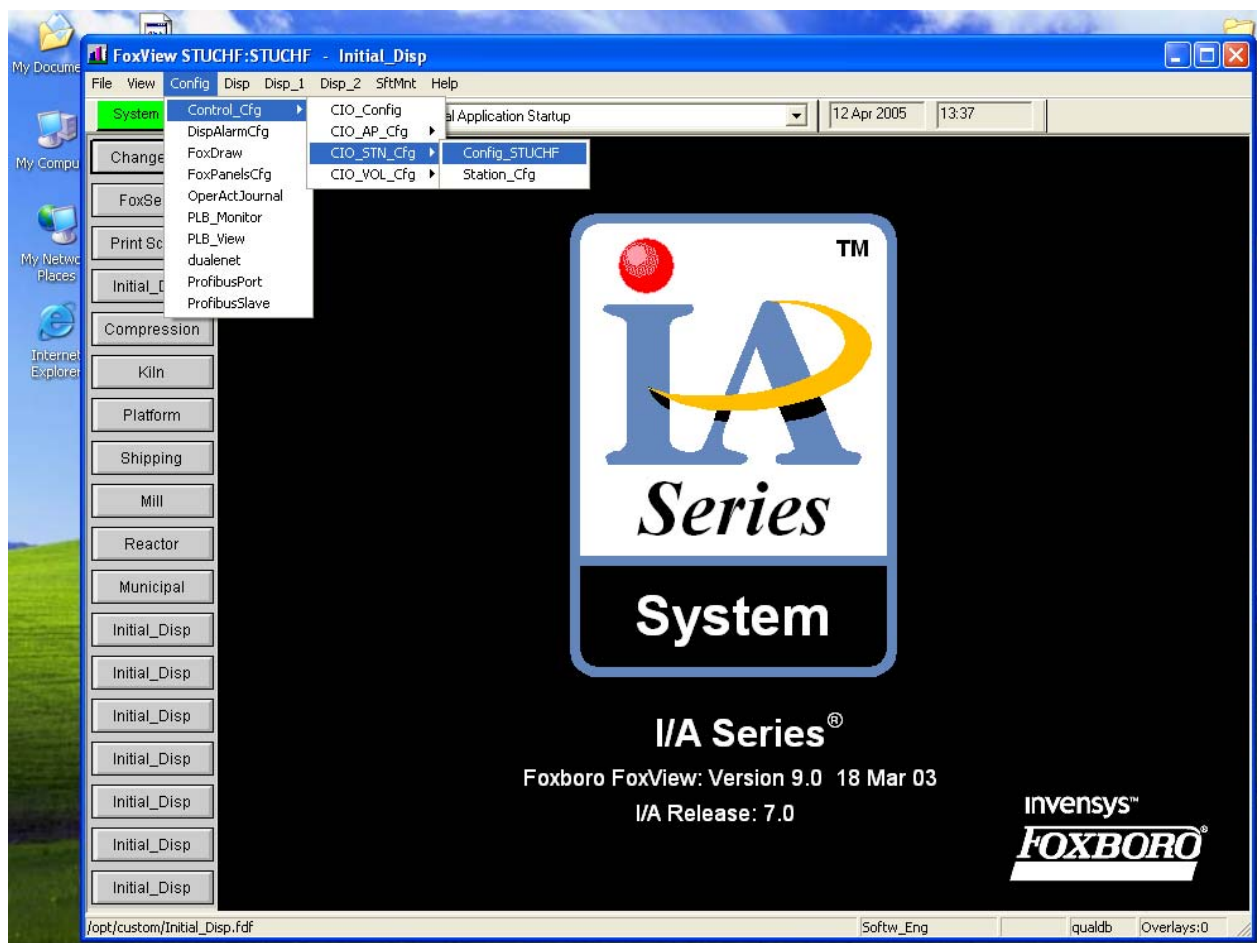 My Docume
My Compu
My Netwo
Places
Internet
Explorer
FoxView STUCHF:STUCHF - Initial_Disp
File View Config Disp Disp_1 Disp_2 SftMnt Help
System
al Application Startup
12 Apr 2005
13:37
Control_Cfg
DispAlarmCfg
FoxDraw
FoxPanelsCfg
OperActJournal
PLB_Monitor
PLB_View
dualenet
ProfibusPort
ProfibusSlave
CIO_Config
CIO_AP_Cfg
CIO_STN_Cfg
CIO_VOL_Cfg
Config_STUCHF
Station_Cfg
Change
FoxSe
Print Sc
Initial_D
Compression
Kiln
Platform
Shipping
Mill
Reactor
Municipal
Initial_Disp
Initial_Disp
Initial_Disp
Initial_Disp
Initial_Disp
Initial_Disp
Initial_Disp
TM
IA
Series
System
I/A Series®
Foxboro FoxView: Version 9.0 18 Mar 03
I/A Release: 7.0
ınvensys™
FOXBORO®
/opt/custom/Initial_Disp.fdf
Softw_Eng
qualdb
Overlays:0